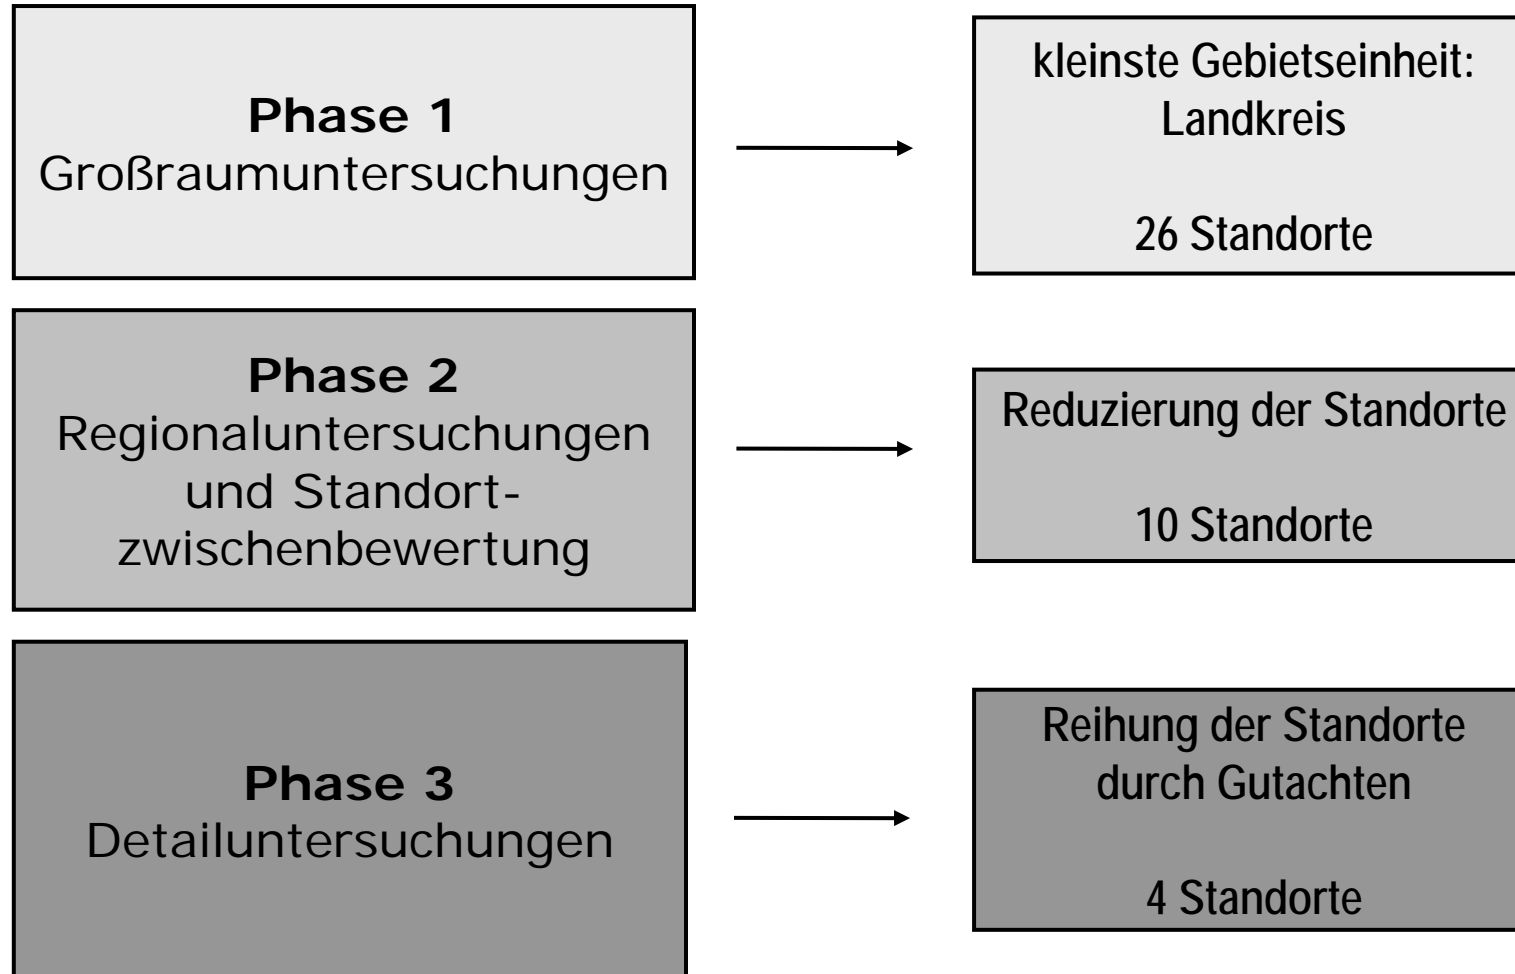 Phase 1
Großraumuntersuchungen
kleinste Gebietseinheit:
Landkreis
26 Standorte
Phase 2
Regionaluntersuchungen
und Standort-
zwischenbewertung
Reduzierung der Standorte
10 Standorte
Phase 3
Detailuntersuchungen
Reihung der Standorte
durch Gutachten
4 Standorte